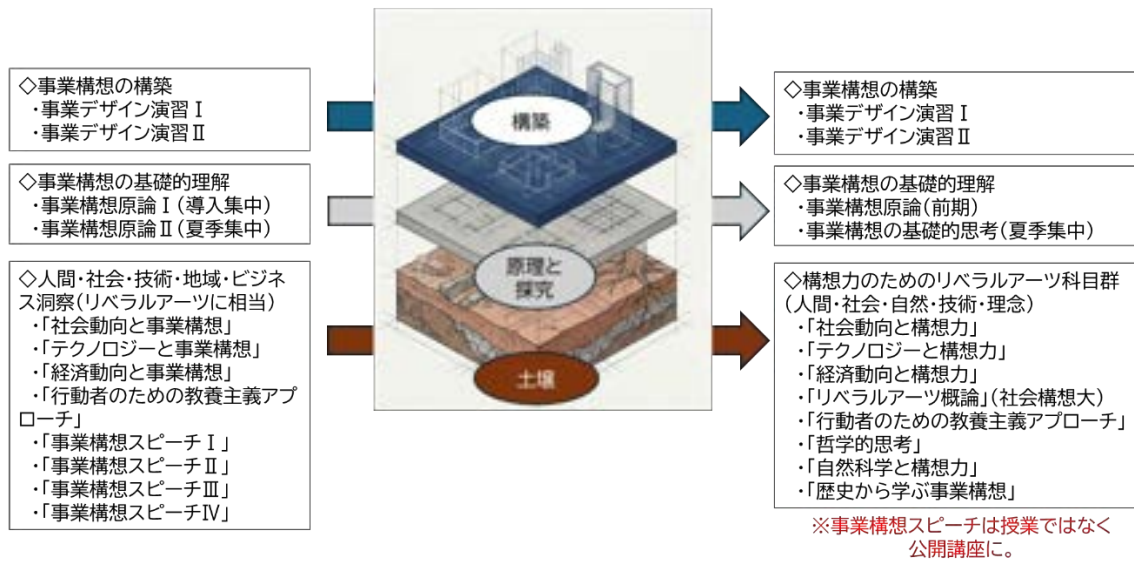 ◇事業構想の構築
・事業デザイン演習Ⅰ
・事業デザイン演習Ⅱ
◇事業構想の基礎的理解
・事業構想原論Ⅰ(導入集中)
・事業構想原論Ⅱ(夏季集中)
◇人間・社会・技術・地域・ビジネ
ス洞察(リベラルアーツに相当)
・「社会動向と事業構想」
・「テクノロジーと事業構想」
・「経済動向と事業構想」
・「行動者のための教養主義アプ
ローチ」
・「事業構想スピーチⅠ」
・「事業構想スピーチⅡ」
・「事業構想スピーチⅢ」
・「事業構想スピーチⅣ」
構築
原理と
探究
土壌
◇事業構想の構築
・事業デザイン演習Ⅰ
・事業デザイン演習Ⅱ
◇事業構想の基礎的理解
・事業構想原論(前期)
・事業構想の基礎的思考(夏季集中)
◇構想力のためのリベラルアーツ科目群
(人間・社会・自然・技術・理念)
・「社会動向と構想力」
・「テクノロジーと構想力」
・「経済動向と構想力」
・「リベラルアーツ概論」(社会構想大)
・「行動者のための教養主義アプローチ」
・「哲学的思考」
・「自然科学と構想力」
・「歴史から学ぶ事業構想」
※事業構想スピーチは授業ではなく
公開講座に。